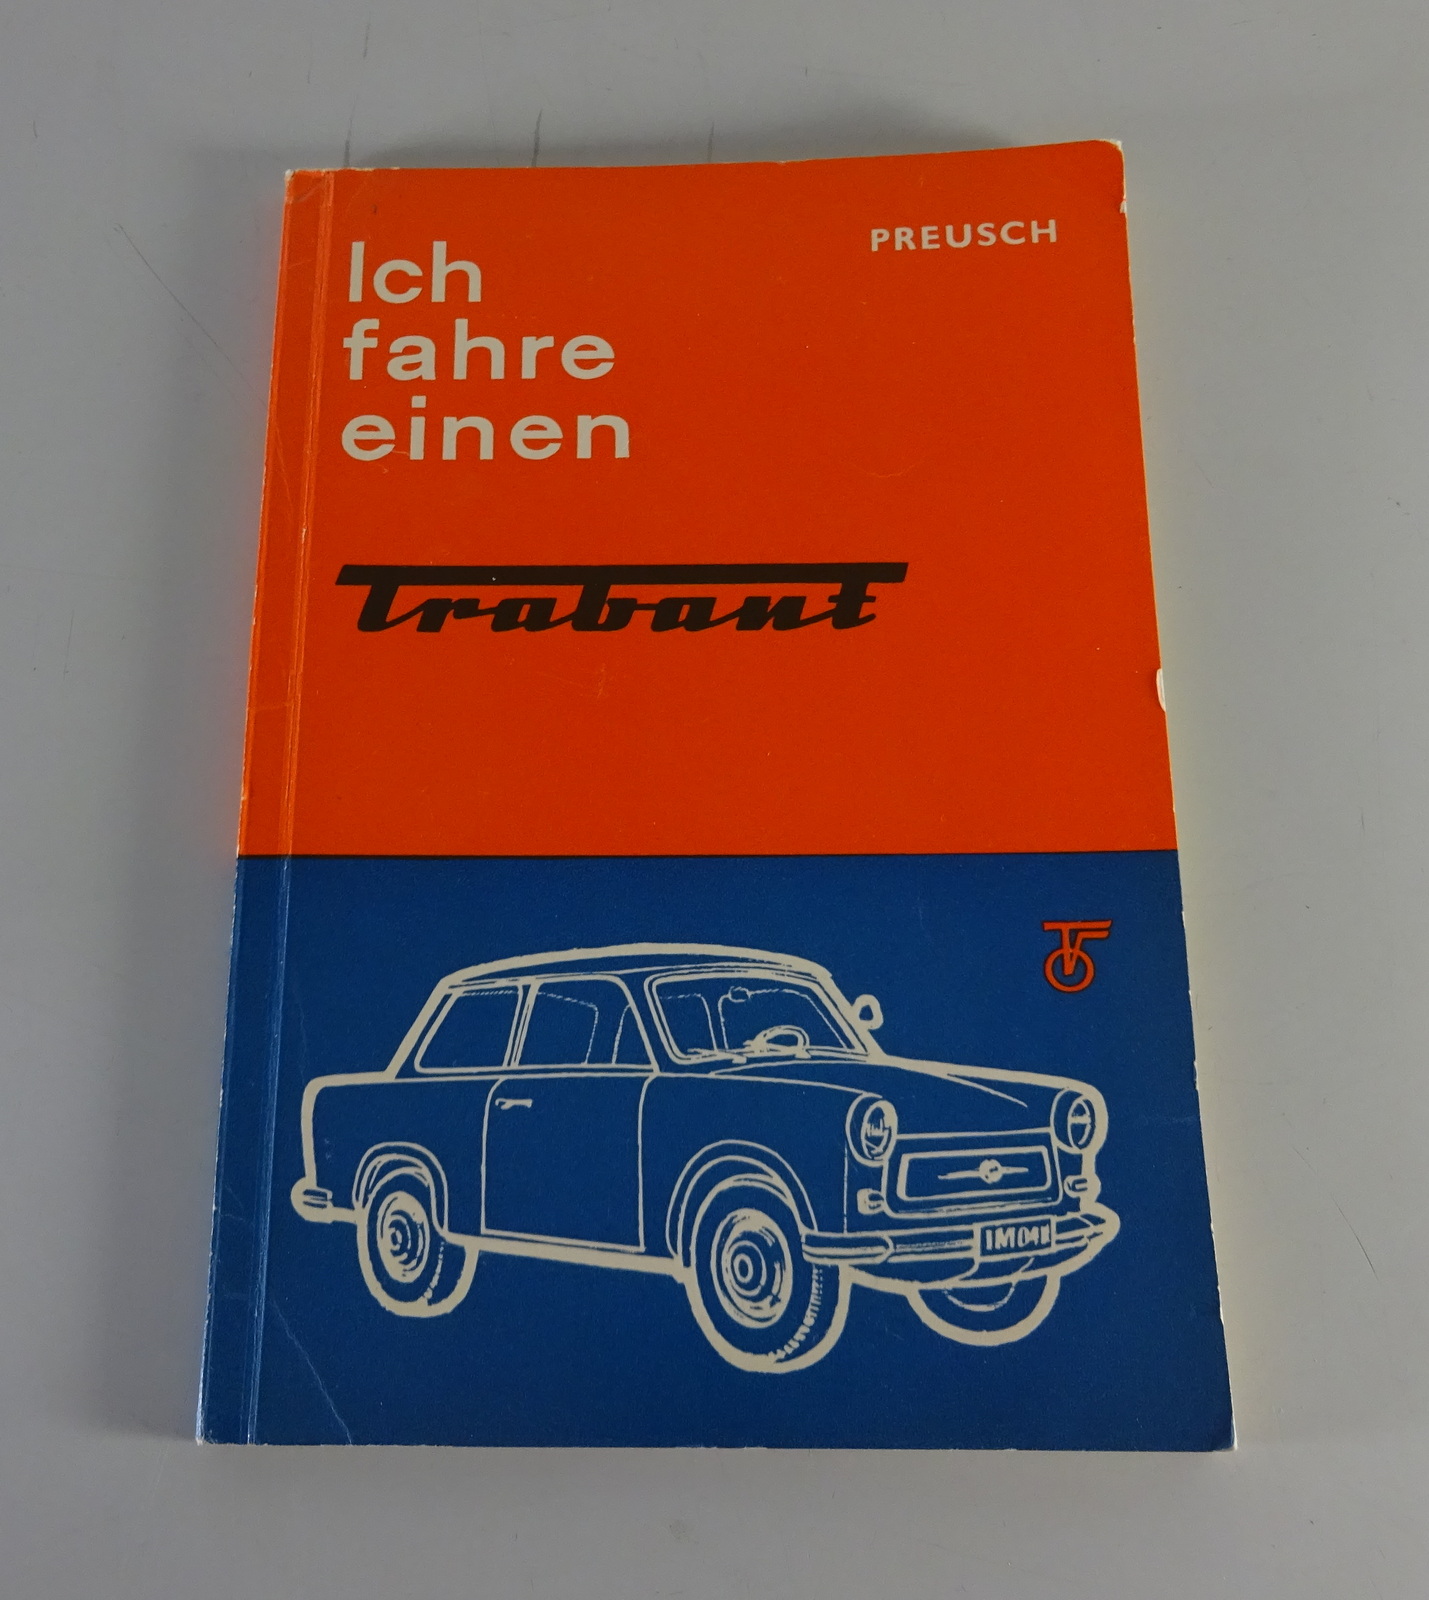 PREUSCH
Ich
fahre
einen
Trabant